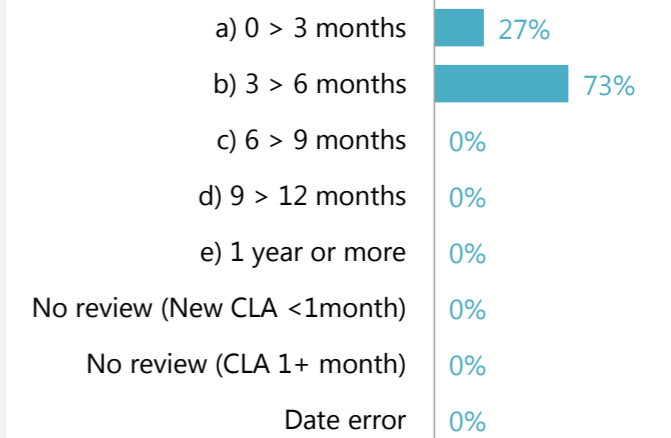 a) 0 > 3 months 27%
b) 3 > 6 months 73%
c) 6 > 9 months 0%
d) 9 > 12 months 0%
e) 1 year or more 0%
No review (New CLA <1month) 0%
No review (CLA 1+ month) 0%
Date error 0%